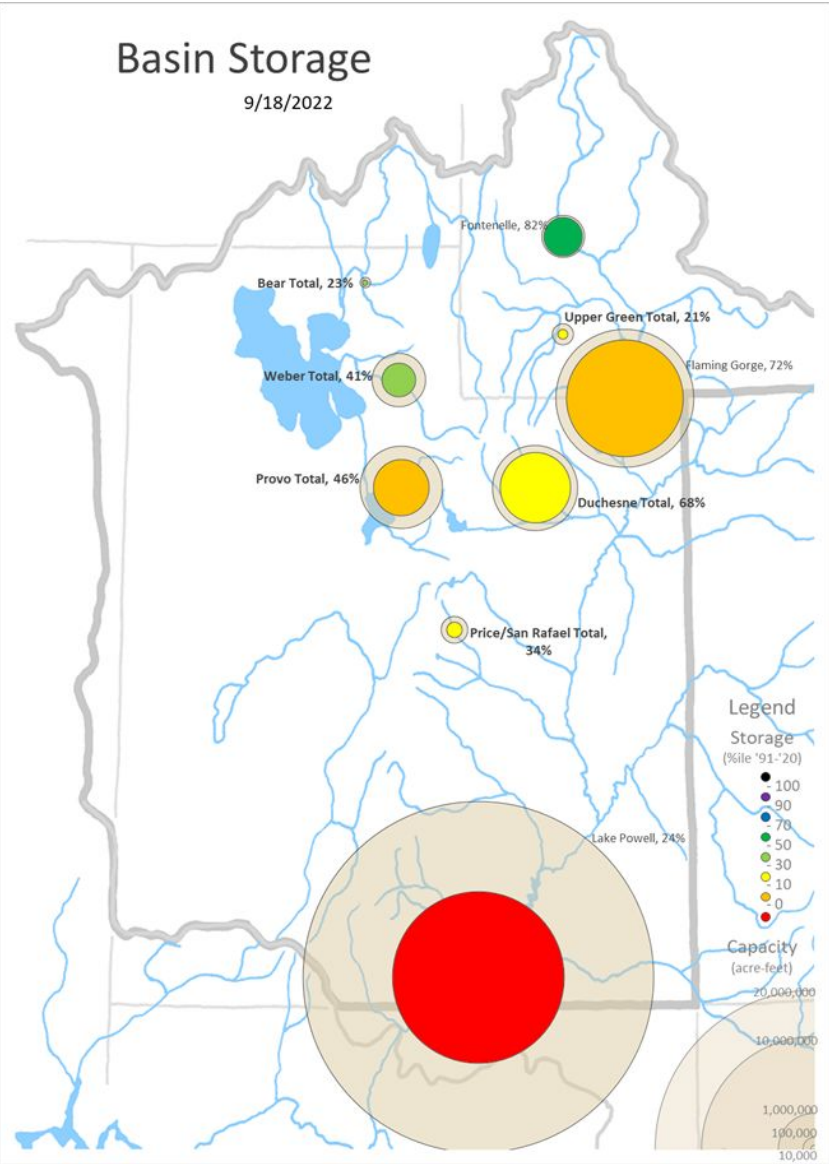 Basin Storage
9/18/2022
Fontenelle, 82%
Bear Total, 23%
Upper Green Total, 21%
Flaming Gorge, 72%
Weber Total, 41%
Provo Total, 46%
Duchesne Total, 68%
Price/San Rafael Total,
34%
Lake Powell, 24%
Legend
Storage
(%ile '91-'20)
- 100
- 90
- 70
- 50
- 30
- 10
- 0
Capacity
(acre-feet)
20,000,000
10,000,000
1,000,000
100,000
10,000